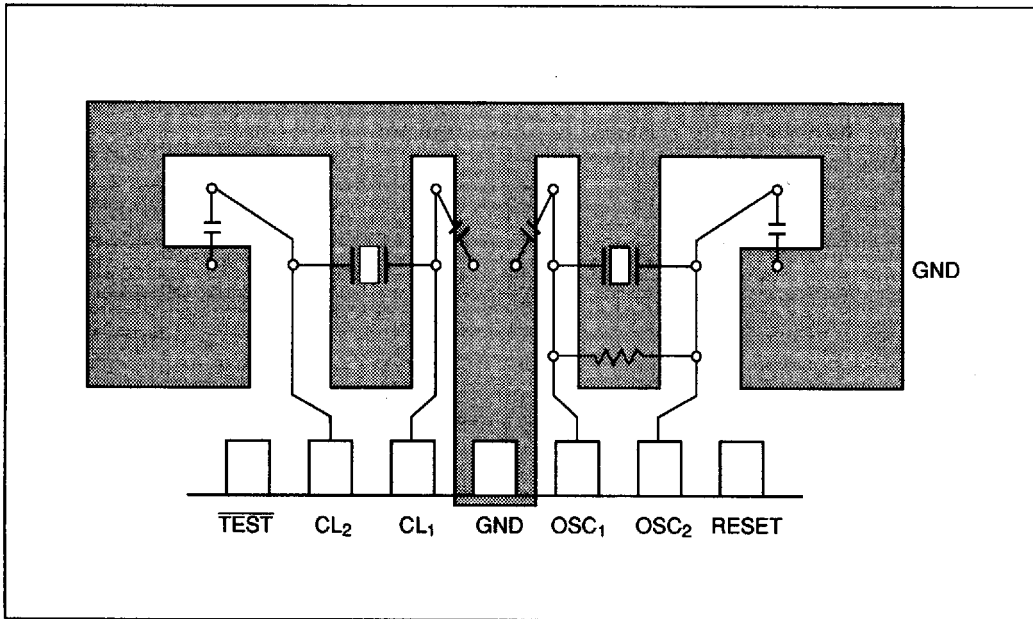 GND
TEST CL₂ CL₁ GND OSC₁ OSC₂ RESET